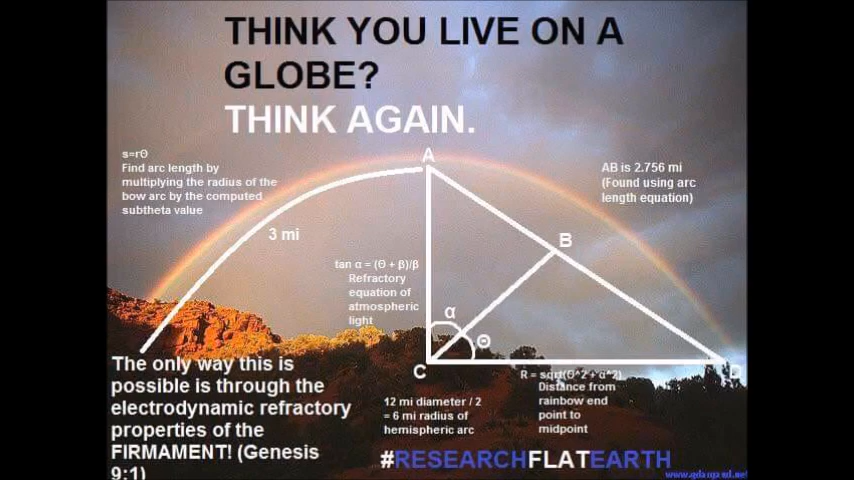 THINK YOU LIVE ON A
GLOBE?
THINK AGAIN.
s=rΘ
Find arc length by
multiplying the radius of the
bow arc by the computed
subtheta value
A
AB is 2.756 mi
(Found using arc
length equation)
3 mi
B
tan α = (Θ + β)/β
Refractory
equation of
atmospheric
light
α
Θ
The only way this is
possible is through the
electrodynamic refractory
properties of the
FIRMAMENT! (Genesis
9:1)
C
D
12 mi diameter / 2
= 6 mi radius of
hemispheric arc
R = sqrt(Θ^2 + α^2)
Distance from
rainbow end
point to
midpoint
#RESEARCHFLATEARTH